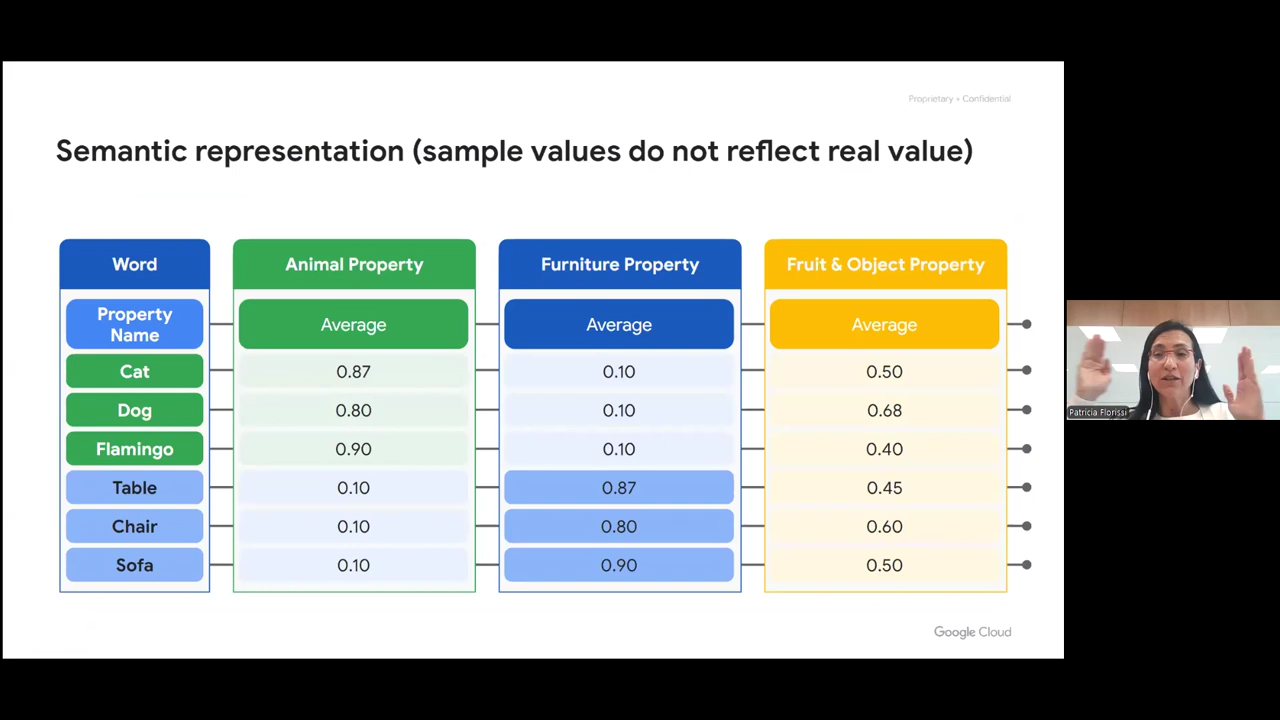 Proprietary + Confidential
Semantic representation (sample values do not reflect real value)
Word Animal Property Furniture Property Fruit & Object Property
Property
Name
Average Average Average
Cat 0.87 0.10 0.50
Dog 0.80 0.10 0.68
Flamingo 0.90 0.10 0.40
Table 0.10 0.87 0.45
Chair 0.10 0.80 0.60
Sofa 0.10 0.90 0.50
Patricia Florissi
Google Cloud